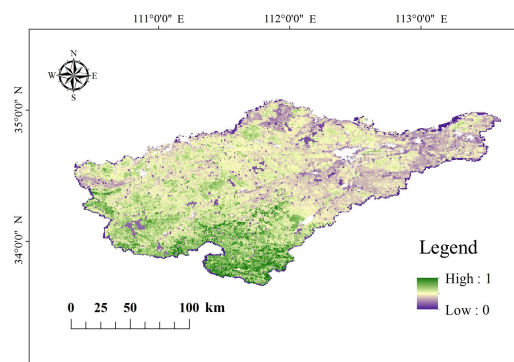 111°0'0" E 112°0'0" E 113°0'0" E
N
W E
S
35°0'0" N
34°0'0" N
Legend
High : 1
Low : 0
0 25 50 100 km